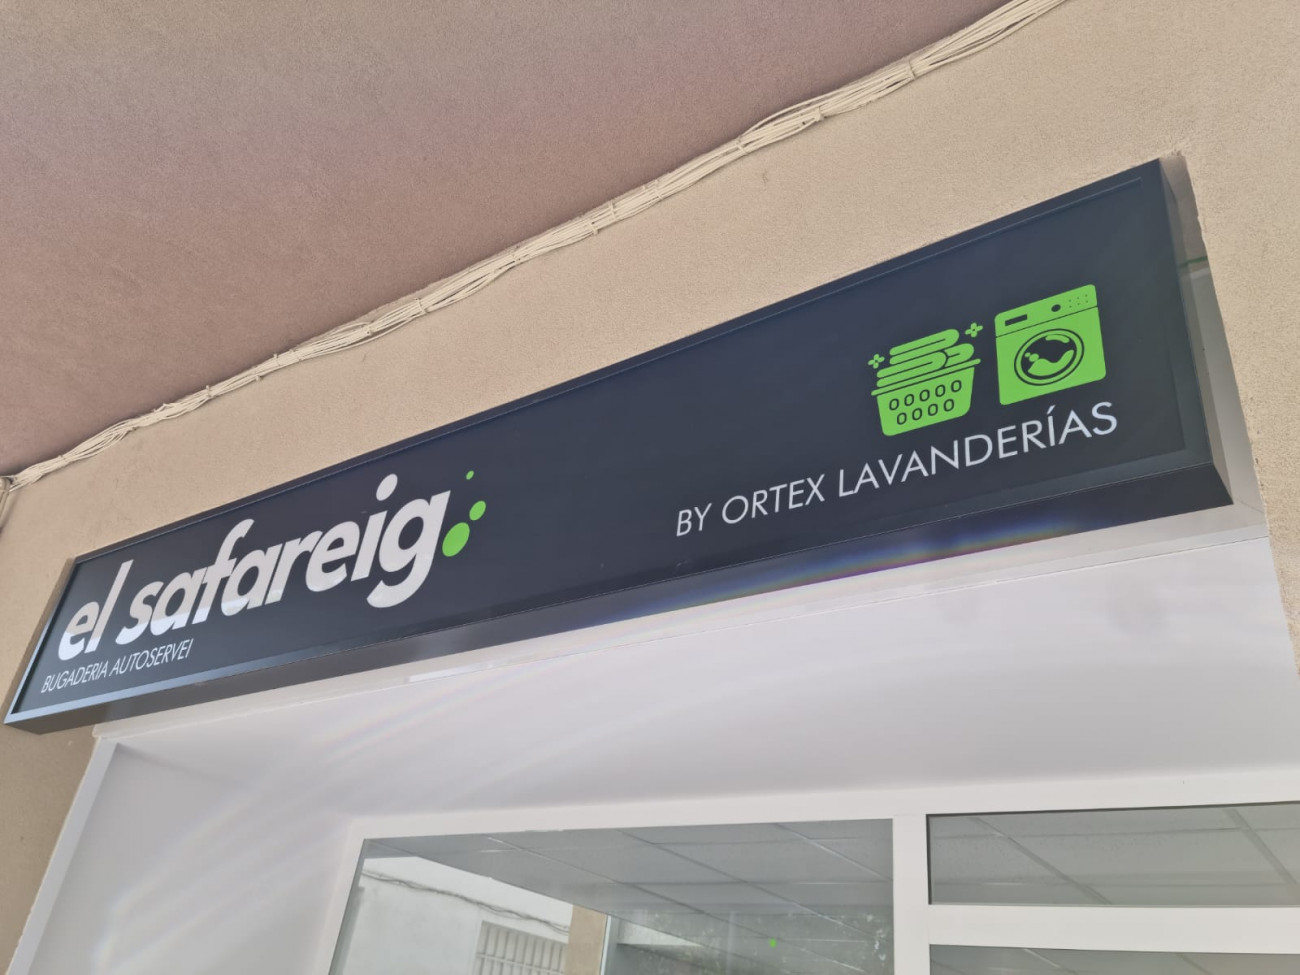 el safareig
BUGADERIA AUTOSERVEI
BY ORTEX LAVANDERÍAS